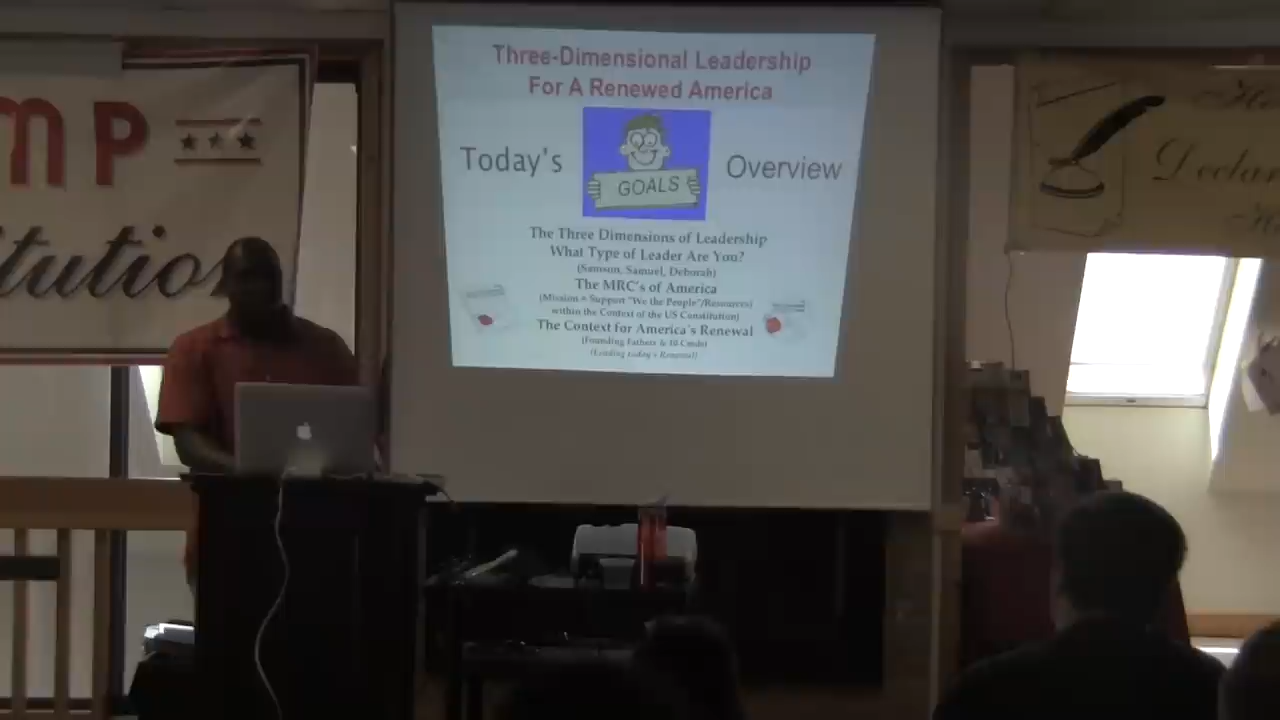 Three-Dimensional Leadership
For A Renewed America
Today's
GOALS
Overview
The Three Dimensions of Leadership
What Type of Leader Are You?
(Samson, Samuel, Deborah)
The MRC's of America
(Mission = Support "We the People"/Resources)
within the Context of the US Constitution)
The Context for America's Renewal
(Founding Fathers & 10 Cmds)
(Leading today's Renewal)
mp
titution
Declar